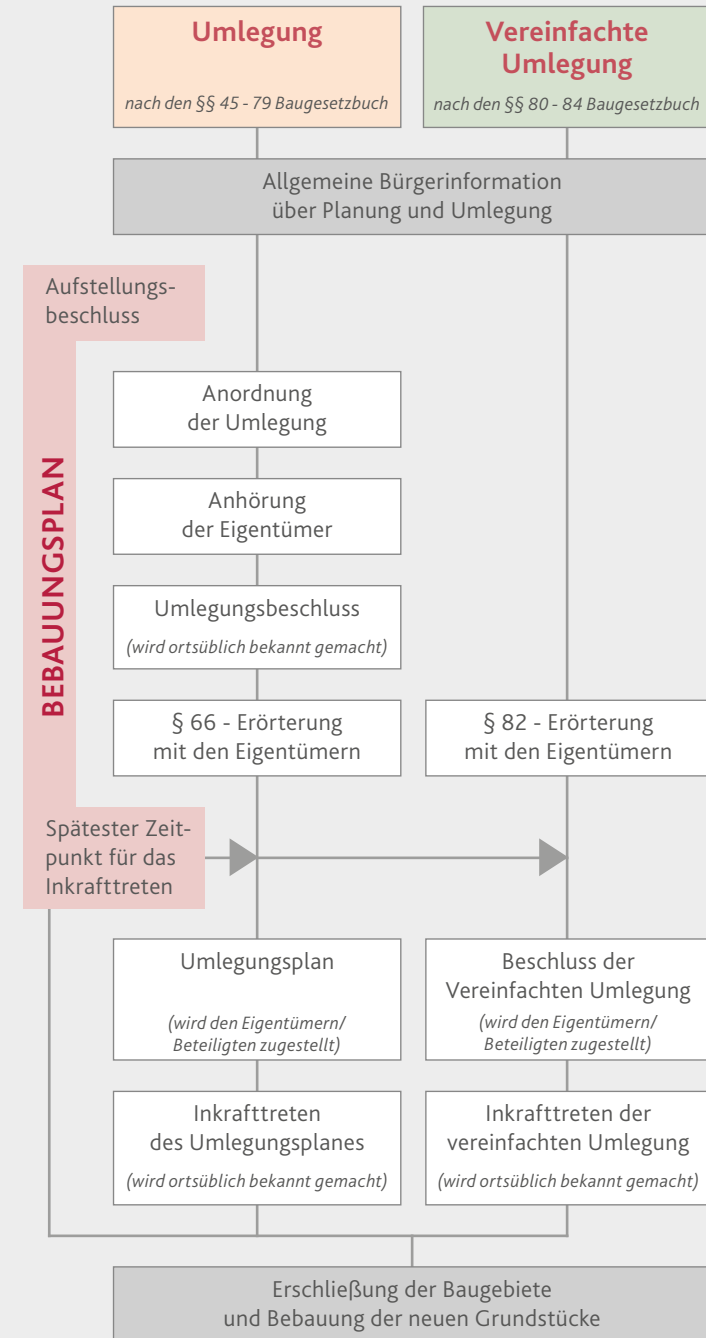 Umlegung
nach den §§ 45 - 79 Baugesetzbuch
Vereinfachte
Umlegung
nach den §§ 80 - 84 Baugesetzbuch
Allgemeine Bürgerinformation
über Planung und Umlegung
Aufstellungs-
beschluss
BEBAUUNGSPLAN
Anordnung
der Umlegung
Anhörung
der Eigentümer
Umlegungsbeschluss
(wird ortsüblich bekannt gemacht)
§ 66 - Erörterung
mit den Eigentümern
§ 82 - Erörterung
mit den Eigentümern
Spätester Zeit-
punkt für das
Inkrafttreten
Umlegungsplan
(wird den Eigentümern/
Beteiligten zugestellt)
Beschluss der
Vereinfachten Umlegung
(wird den Eigentümern/
Beteiligten zugestellt)
Inkrafttreten
des Umlegungsplanes
(wird ortsüblich bekannt gemacht)
Inkrafttreten der
vereinfachten Umlegung
(wird ortsüblich bekannt gemacht)
Erschließung der Baugebiete
und Bebauung der neuen Grundstücke